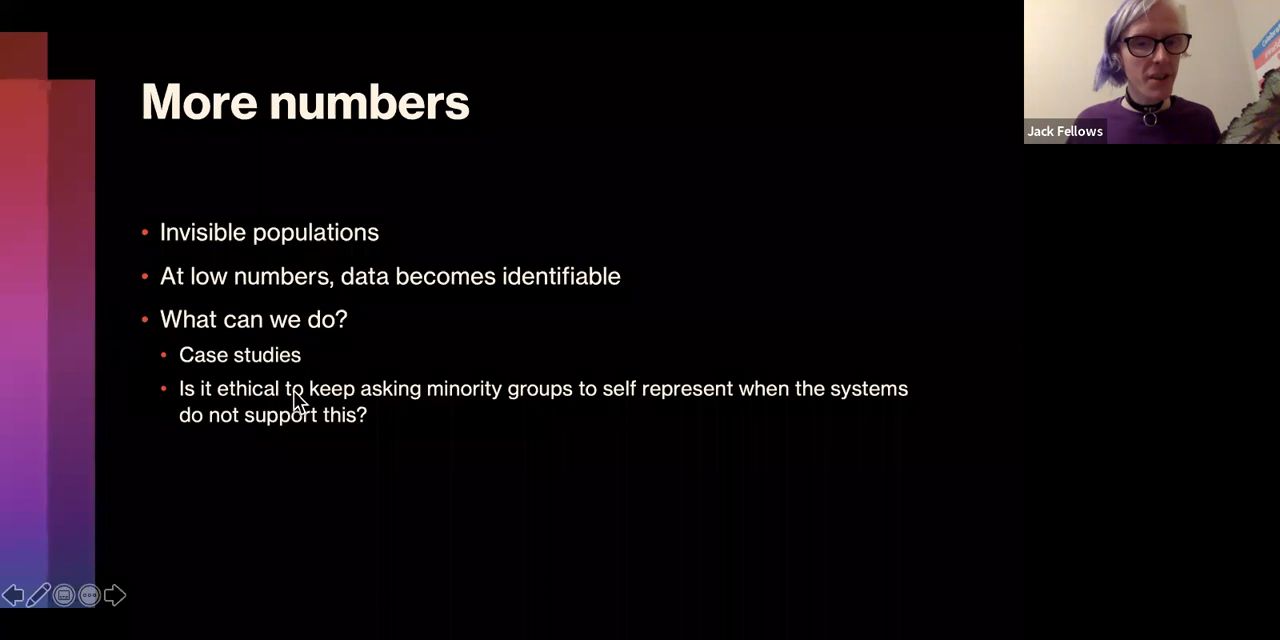 More numbers
Jack Fellows
Invisible populations
At low numbers, data becomes identifiable
What can we do?
Case studies
Is it ethical to keep asking minority groups to self represent when the systems
do not support this?